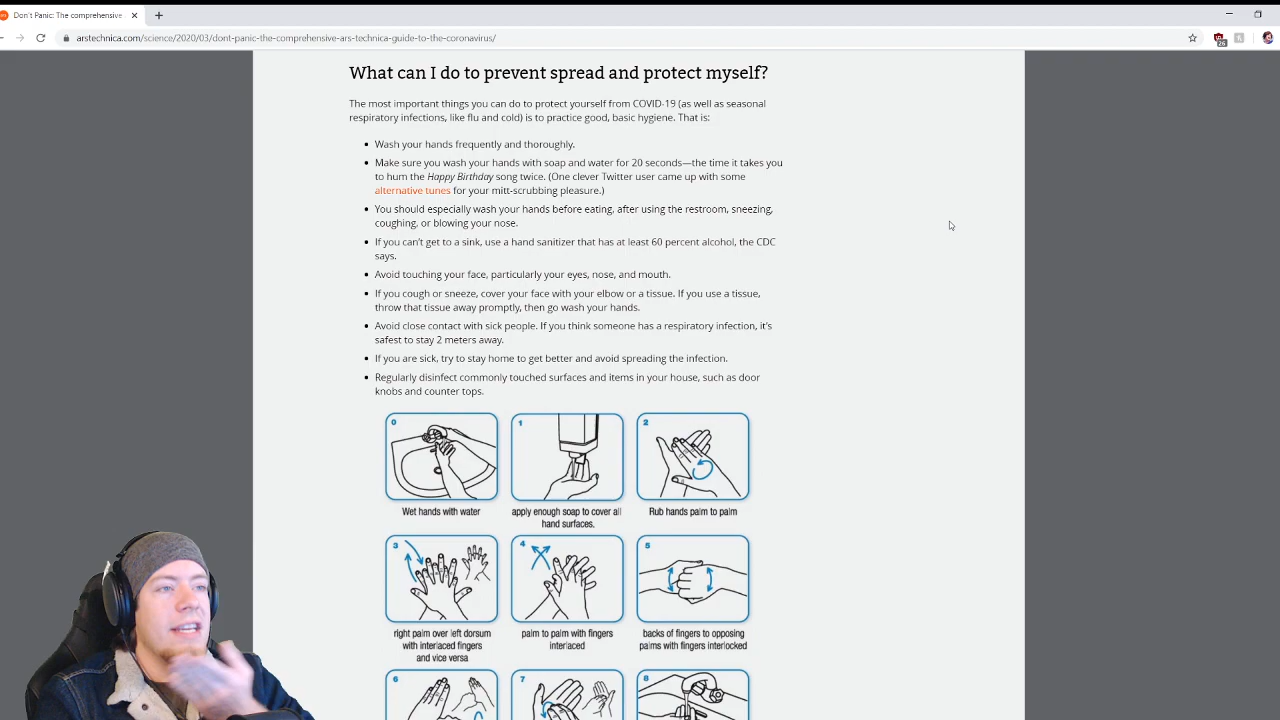 Don't Panic: The comprehensive
arstechnica.com/science/2020/03/dont-panic-the-comprehensive-ars-technica-guide-to-the-coronavirus/
26
What can I do to prevent spread and protect myself?
The most important things you can do to protect yourself from COVID-19 (as well as seasonal
respiratory infections, like flu and cold) is to practice good, basic hygiene. That is:
Wash your hands frequently and thoroughly.
Make sure you wash your hands with soap and water for 20 seconds—the time it takes you
to hum the Happy Birthday song twice. (One clever Twitter user came up with some
alternative tunes for your mitt-scrubbing pleasure.)
You should especially wash your hands before eating, after using the restroom, sneezing,
coughing, or blowing your nose.
If you can't get to a sink, use a hand sanitizer that has at least 60 percent alcohol, the CDC
says.
Avoid touching your face, particularly your eyes, nose, and mouth.
If you cough or sneeze, cover your face with your elbow or a tissue. If you use a tissue,
throw that tissue away promptly, then go wash your hands.
Avoid close contact with sick people. If you think someone has a respiratory infection, it's
safest to stay 2 meters away.
If you are sick, try to stay home to get better and avoid spreading the infection.
Regularly disinfect commonly touched surfaces and items in your house, such as door
knobs and counter tops.
0 1 2
Wet hands with water
apply enough soap to cover all
hand surfaces.
Rub hands palm to palm
3 4 5
right palm over left dorsum
with interlaced fingers
and vice versa
palm to palm with fingers
interlaced
backs of fingers to opposing
palms with fingers interlocked
6 7 8